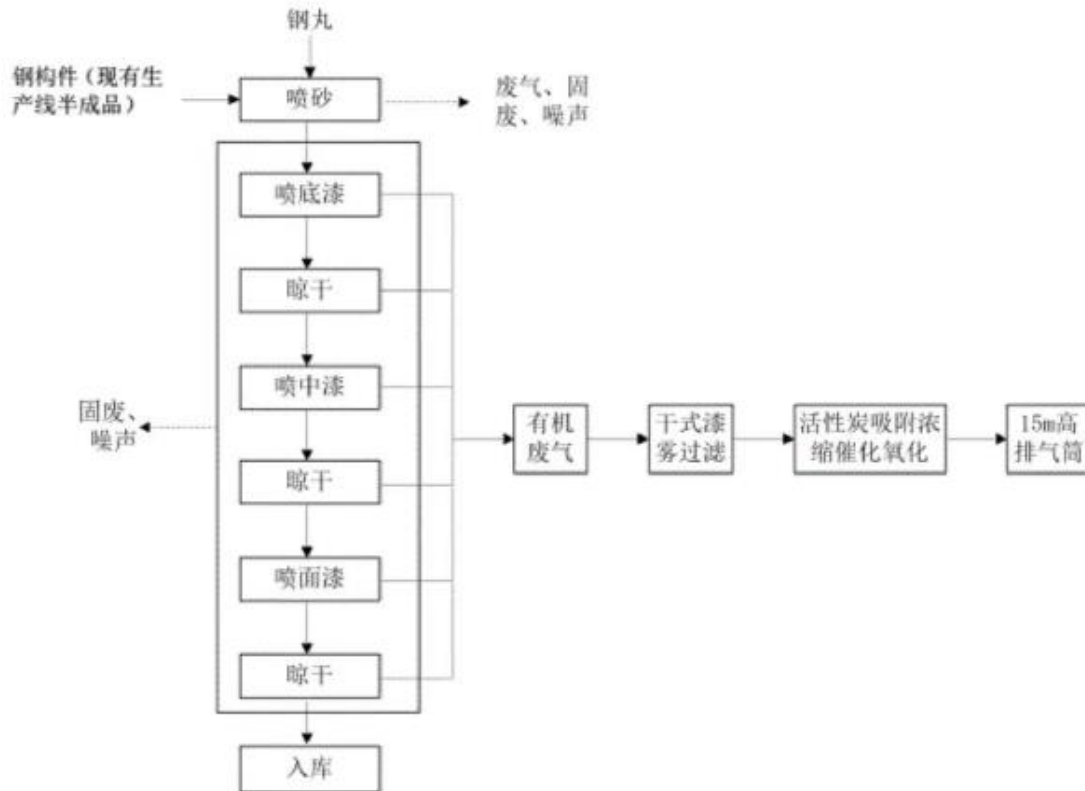 钢丸
钢构件（现有生
产线半成品）
喷砂
废气、固
废、噪声
喷底漆
晾干
喷中漆
固废、
噪声
晾干
喷面漆
晾干
入库
有机
废气
干式漆
雾过滤
活性炭吸附浓
缩催化氧化
15m高
排气筒